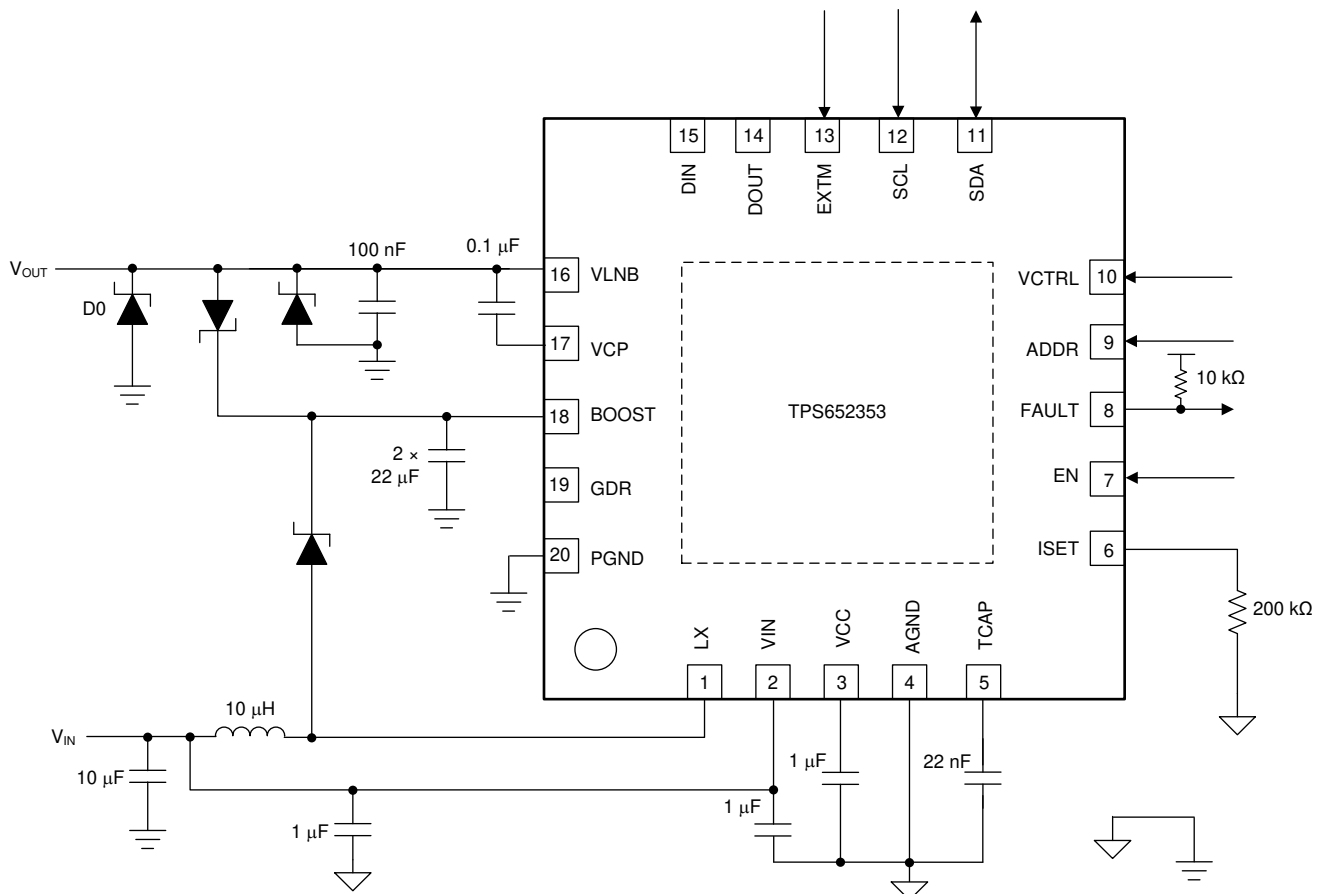 15
14
13
12
11
DIN
DOUT
EXTM
SCL
SDA
100 nF
0.1 μF
VOUT
16
VLNB
VCTRL
10
D0
17
VCP
ADDR
9
10 kΩ
18
BOOST
TPS652353
FAULT
8
2 ×
22 μF
19
GDR
EN
7
20
PGND
ISET
6
200 kΩ
LX
VIN
VCC
AGND
TCAP
1
2
3
4
5
10 μH
VIN
10 μF
1 μF
22 nF
1 μF
1 μF